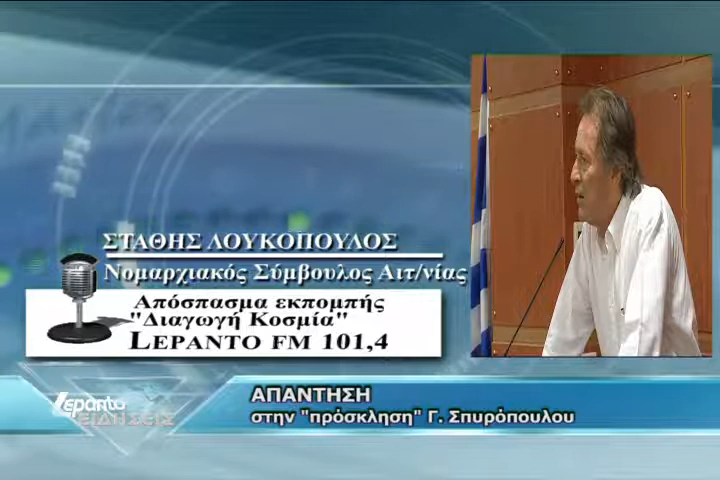 ΣΤΑΘΗΣ ΛΟΥΚΟΠΟΥΛΟΣ
Νομαρχιακός Σύμβουλος Αιτ/νίας
Απόσπασμα εκπομπής
"Διαγωγή Κοσμία"
LEPANTO FM 101,4
ΑΠΑΝΤΗΣΗ
στην "πρόσκληση" Γ. Σπυρόπουλου
Lepanto
ΕΙΔΗΣΕΙΣ